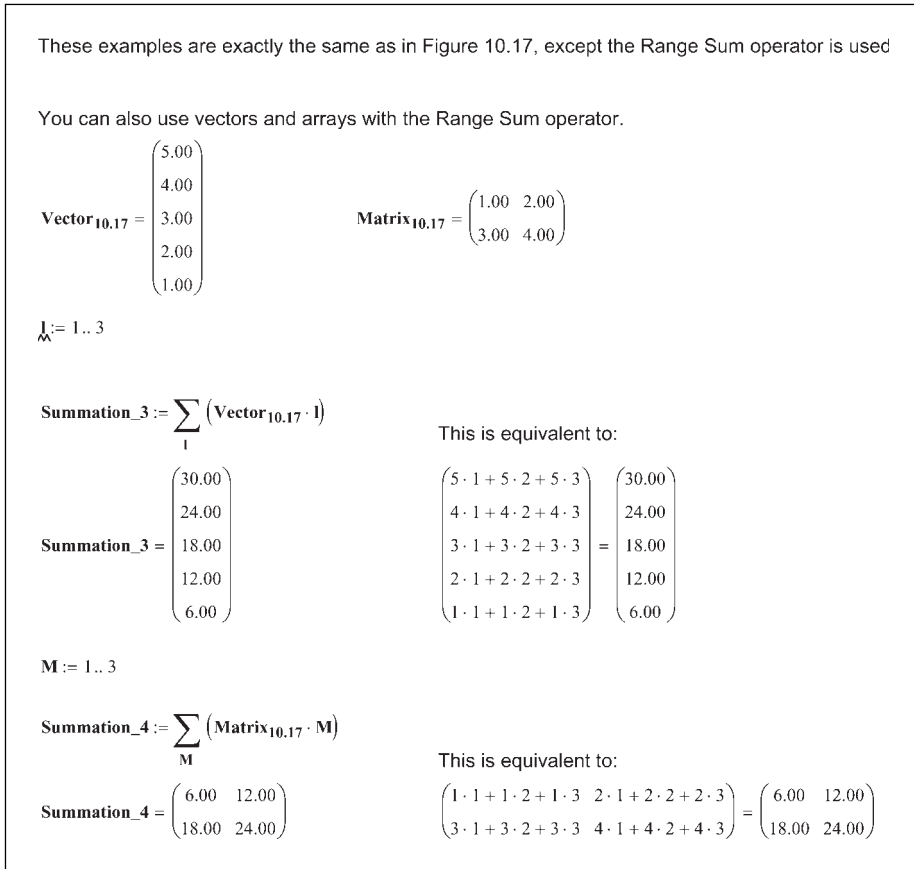 These examples are exactly the same as in Figure 10.17, except the Range Sum operator is used
You can also use vectors and arrays with the Range Sum operator.
Vector10.17 = (5.00
4.00
3.00
2.00
1.00)
Matrix10.17 = (1.00 2.00
3.00 4.00)
l := 1.. 3
Summation_3 := ∑ l (Vector10.17 · l)
This is equivalent to:
Summation_3 = (30.00
24.00
18.00
12.00
6.00)
(5 · 1 + 5 · 2 + 5 · 3
4 · 1 + 4 · 2 + 4 · 3
3 · 1 + 3 · 2 + 3 · 3
2 · 1 + 2 · 2 + 2 · 3
1 · 1 + 1 · 2 + 1 · 3) = (30.00
24.00
18.00
12.00
6.00)
M := 1.. 3
Summation_4 := ∑ M (Matrix10.17 · M)
This is equivalent to:
Summation_4 = (6.00 12.00
18.00 24.00)
(1 · 1 + 1 · 2 + 1 · 3 2 · 1 + 2 · 2 + 2 · 3
3 · 1 + 3 · 2 + 3 · 3 4 · 1 + 4 · 2 + 4 · 3) = (6.00 12.00
18.00 24.00)